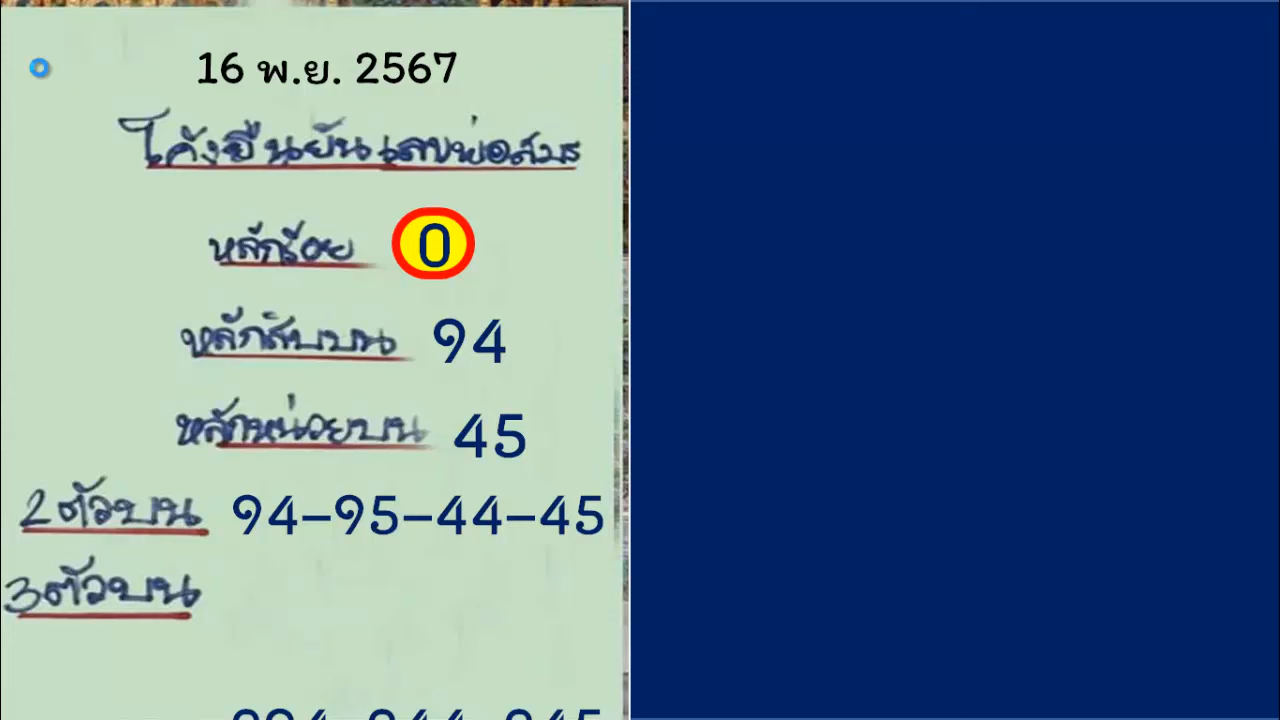 16 พ.ย. 2567
โค้งยืนยันเลขพ่อสมร
หลักร้อย 0
หลักสิบบน 94
หลักหน่วยบน 45
2ตัวบน 94-95-44-45
3ตัวบน